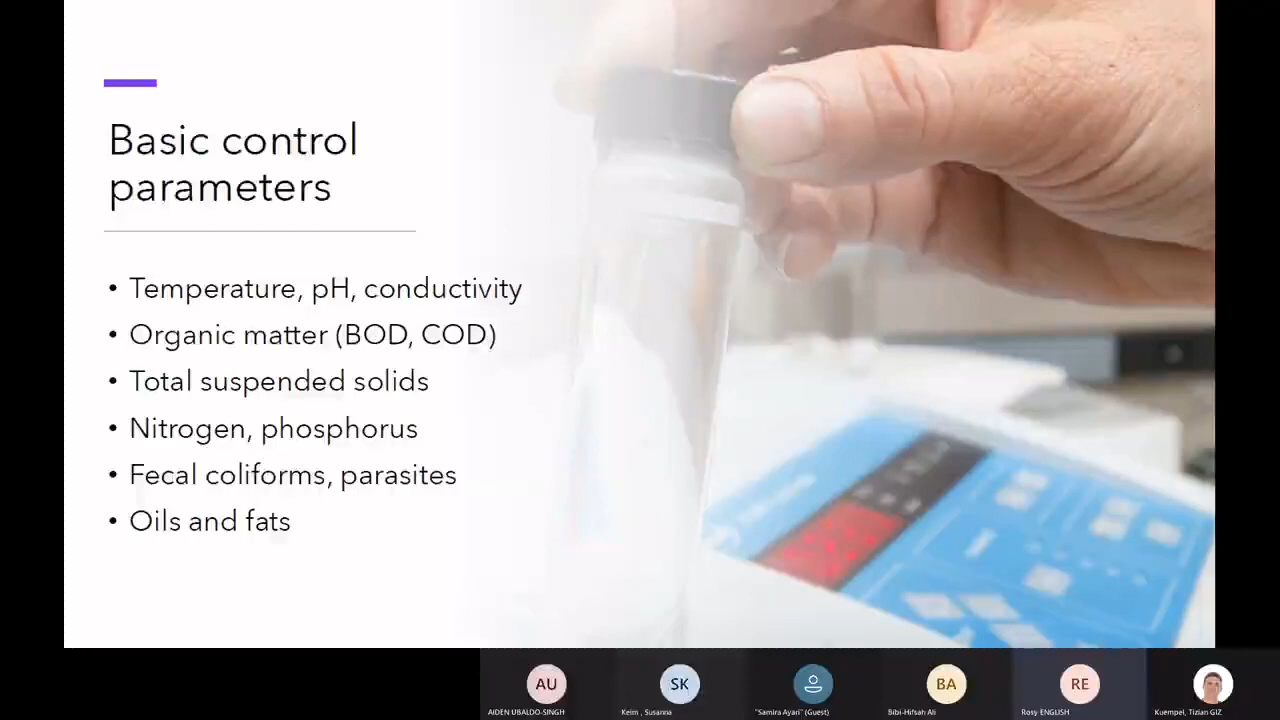 Basic control
parameters
• Temperature, pH, conductivity
• Organic matter (BOD, COD)
• Total suspended solids
• Nitrogen, phosphorus
• Fecal coliforms, parasites
• Oils and fats
AU
SK
BA
RE
AIDEN UBALDO-SINGH
Keim , Susanna
"Samira Ayari" (Guest)
Bibi-Hifsah Ali
Rosy ENGLISH
Kuempel, Tizian GIZ